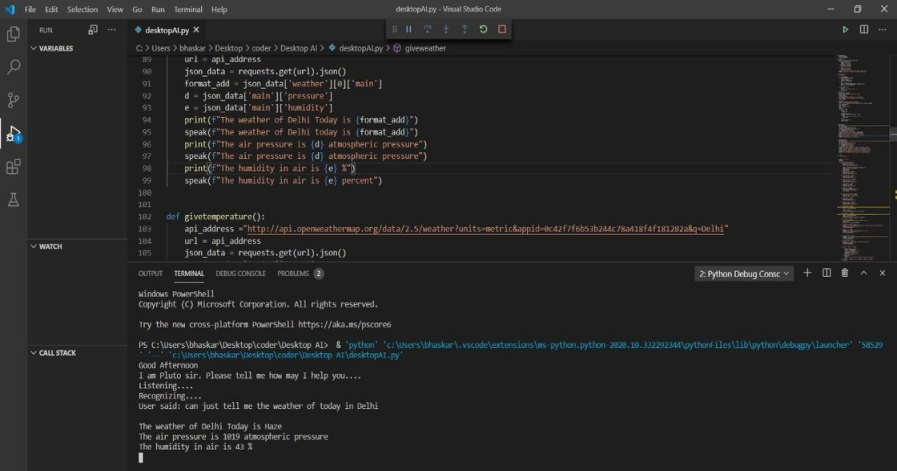 File Edit Selection View Go Run Terminal Help
desktopAI.py - Visual Studio Code
RUN
desktopAI.py
C: > Users > bhaskar > Desktop > coder > Desktop AI > desktopAI.py > giveweather
VARIABLES
89 url = api_address
90 json_data = requests.get(url).json()
91 format_add = json_data['weather'][0]['main']
92 d = json_data['main']['pressure']
93 e = json_data['main']['humidity']
94 print(f"The weather of Delhi Today is {format_add}")
95 speak(f"The weather of Delhi today is {format_add}")
96 print(f"The air pressure is {d} atmospheric pressure")
97 speak(f"The air pressure is {d} atmospheric pressure")
98 print(f"The humidity in air is {e} %")
99 speak(f"The humidity in air is {e} percent")
100
101
102 def givetemperature():
103 api_address ="http://api.openweathermap.org/data/2.5/weather?units=metric&appid=0c42f7f6b53b244c78a418f4f181282a&q=Delhi"
104 url = api_address
105 json_data = requests.get(url).json()
WATCH
CALL STACK
OUTPUT TERMINAL DEBUG CONSOLE PROBLEMS 2
2: Python Debug Consc
Windows PowerShell
Copyright (C) Microsoft Corporation. All rights reserved.
Try the new cross-platform PowerShell https://aka.ms/pscore6
PS C:\Users\bhaskar\Desktop\coder\Desktop AI> & 'python' 'c:\Users\bhaskar\.vscode\extensions\ms-python.python-2020.10.332292344\pythonFiles\lib\python\debugpy\launcher' '58529
' '--' 'c:\Users\bhaskar\Desktop\coder\Desktop AI\desktopAI.py'
Good Afternoon
I am Pluto sir. Please tell me how may I help you....
Listening....
Recognizing....
User said: can just tell me the weather of today in Delhi
The weather of Delhi Today is Haze
The air pressure is 1019 atmospheric pressure
The humidity in air is 43 %